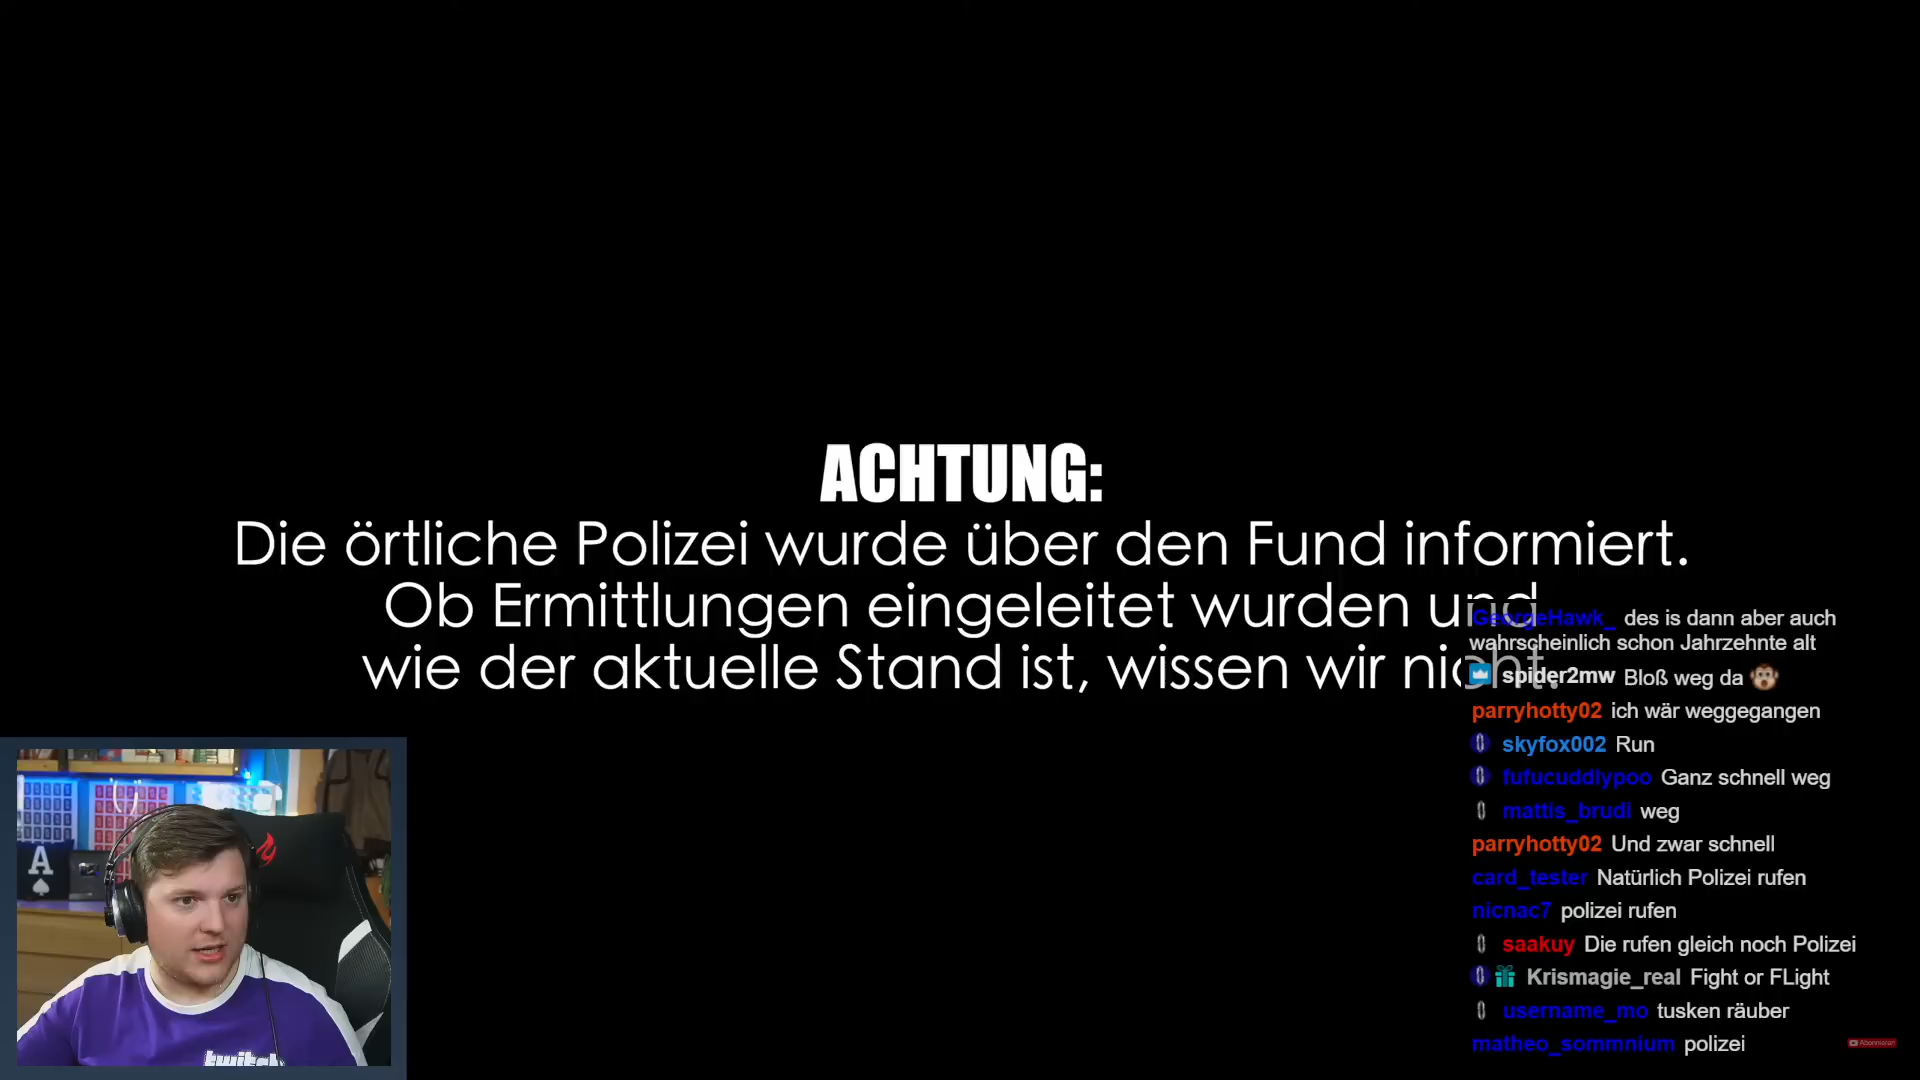 ACHTUNG:
Die örtliche Polizei wurde über den Fund informiert.
Ob Ermittlungen eingeleitet wurden und
wie der aktuelle Stand ist, wissen wir nicht.
GeorgeHawk_ des is dann aber auch
wahrscheinlich schon Jahrzehnte alt
spider2mw Bloß weg da
parryhotty02 ich wär weggegangen
skyfox002 Run
fufucuddlypoo Ganz schnell weg
mattis_brudi weg
parryhotty02 Und zwar schnell
card_tester Natürlich Polizei rufen
nicnac7 polizei rufen
saakuy Die rufen gleich noch Polizei
Krismagie_real Fight or FLight
username_mo tusken räuber
matheo_sommnium polizei
Abonnieren
A
twitch